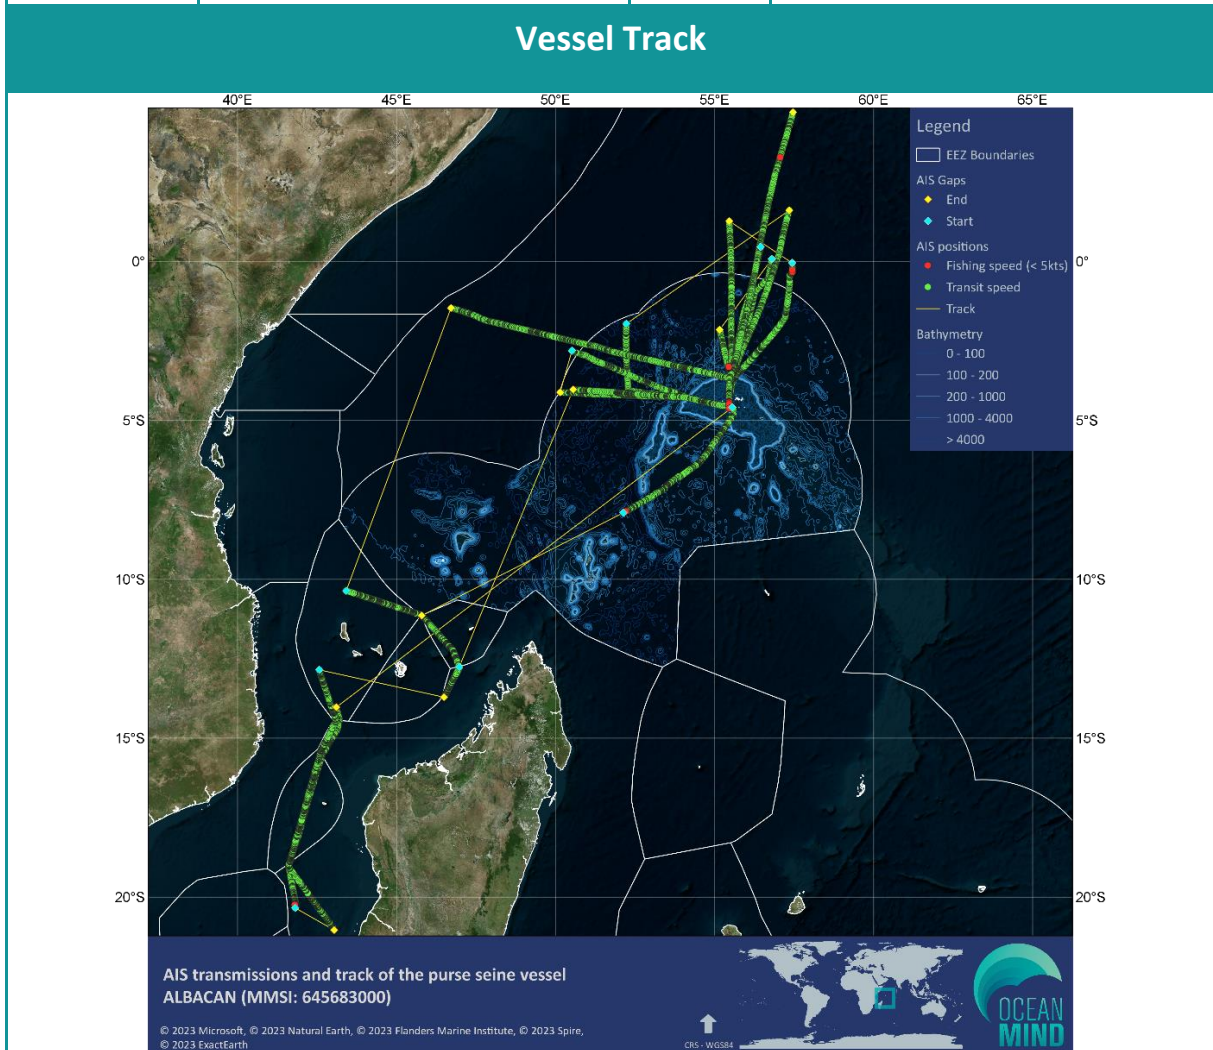 Vessel Track
40°E 45°E 50°E 55°E 60°E 65°E
Legend
EEZ Boundaries
AIS Gaps
End
Start
AIS positions
0° 0°
Fishing speed (< 5kts)
Transit speed
Track
Bathymetry
0 - 100
100 - 200
200 - 1000
1000 - 4000
> 4000
5°S 5°S
10°S 10°S
15°S 15°S
20°S 20°S
AIS transmissions and track of the purse seine vessel
ALBACAN (MMSI: 645683000)
© 2023 Microsoft, © 2023 Natural Earth, © 2023 Flanders Marine Institute, © 2023 Spire,
© 2023 ExactEarth
CRS - WGS84
OCEAN
MIND